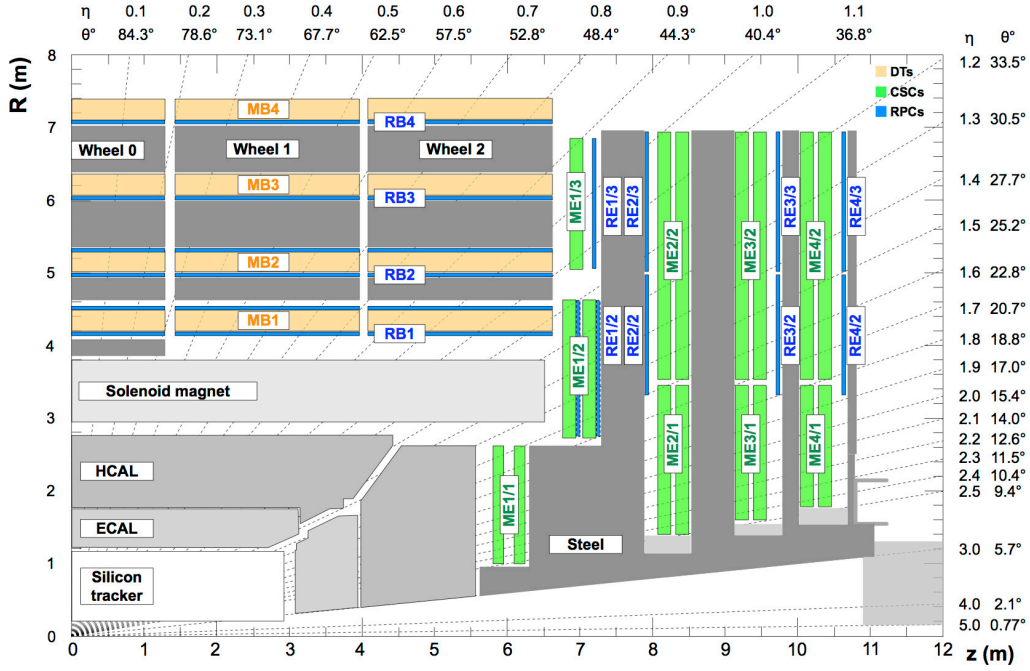 η 0.1 0.2 0.3 0.4 0.5 0.6 0.7 0.8 0.9 1.0 1.1
θ° 84.3° 78.6° 73.1° 67.7° 62.5° 57.5° 52.8° 48.4° 44.3° 40.4° 36.8° η θ°
R (m)
8
7
6
5
4
3
2
1
0
1.2 33.5°
1.3 30.5°
1.4 27.7°
1.5 25.2°
1.6 22.8°
1.7 20.7°
1.8 18.8°
1.9 17.0°
2.0 15.4°
2.1 14.0°
2.2 12.6°
2.3 11.5°
2.4 10.4°
2.5 9.4°
3.0 5.7°
4.0 2.1°
5.0 0.77°
DTs
CSCs
RPCs
MB4
RB4
Wheel 0
Wheel 1
Wheel 2
MB3
RB3
MB2
RB2
MB1
RB1
Solenoid magnet
HCAL
ECAL
Silicon
tracker
Steel
ME1/3
RE1/3
RE2/3
ME2/2
ME3/2
RE3/3
ME4/2
RE4/3
ME1/2
RE1/2
RE2/2
RE3/2
RE4/2
ME1/1
ME2/1
ME3/1
ME4/1
0 1 2 3 4 5 6 7 8 9 10 11 12
z (m)